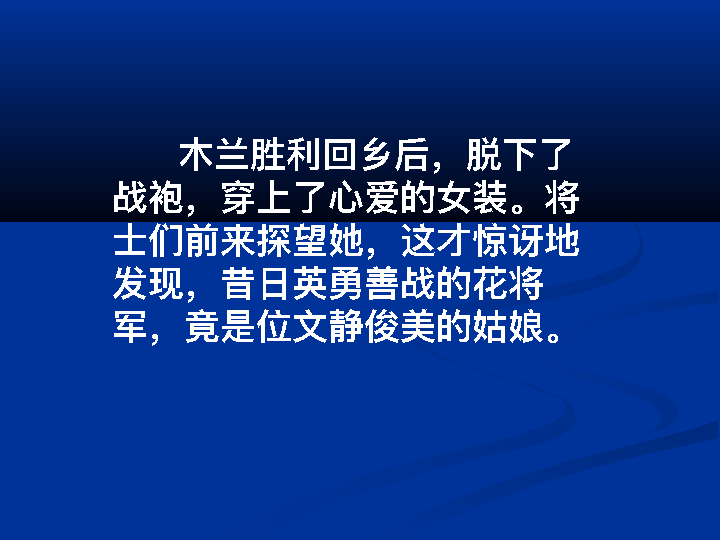 木兰胜利回乡后，脱下了
战袍，穿上了心爱的女装。将
士们前来探望她，这才惊讶地
发现，昔日英勇善战的花将
军，竟是位文静俊美的姑娘。